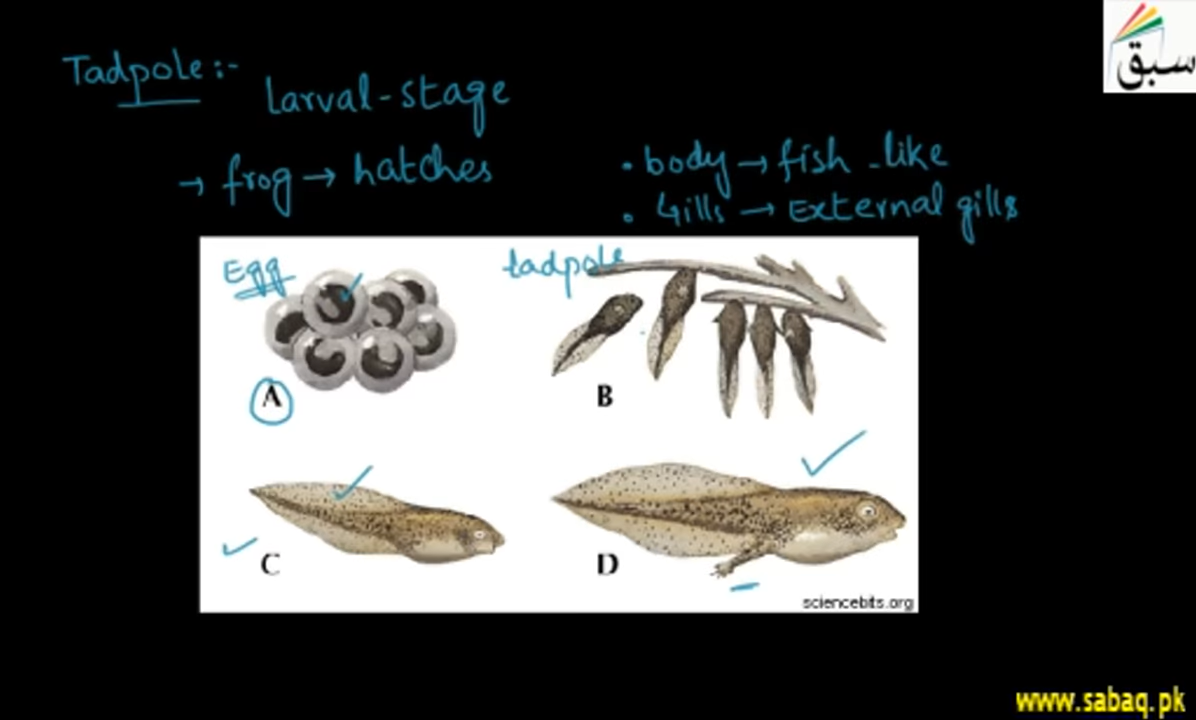 Tadpole:-
Larval-stage
→ frog → hatches
• body → fish-like
• Gills → External gills
سبق
Egg
tadpole
A
B
C
D
sciencebits.org
www.sabaq.pk